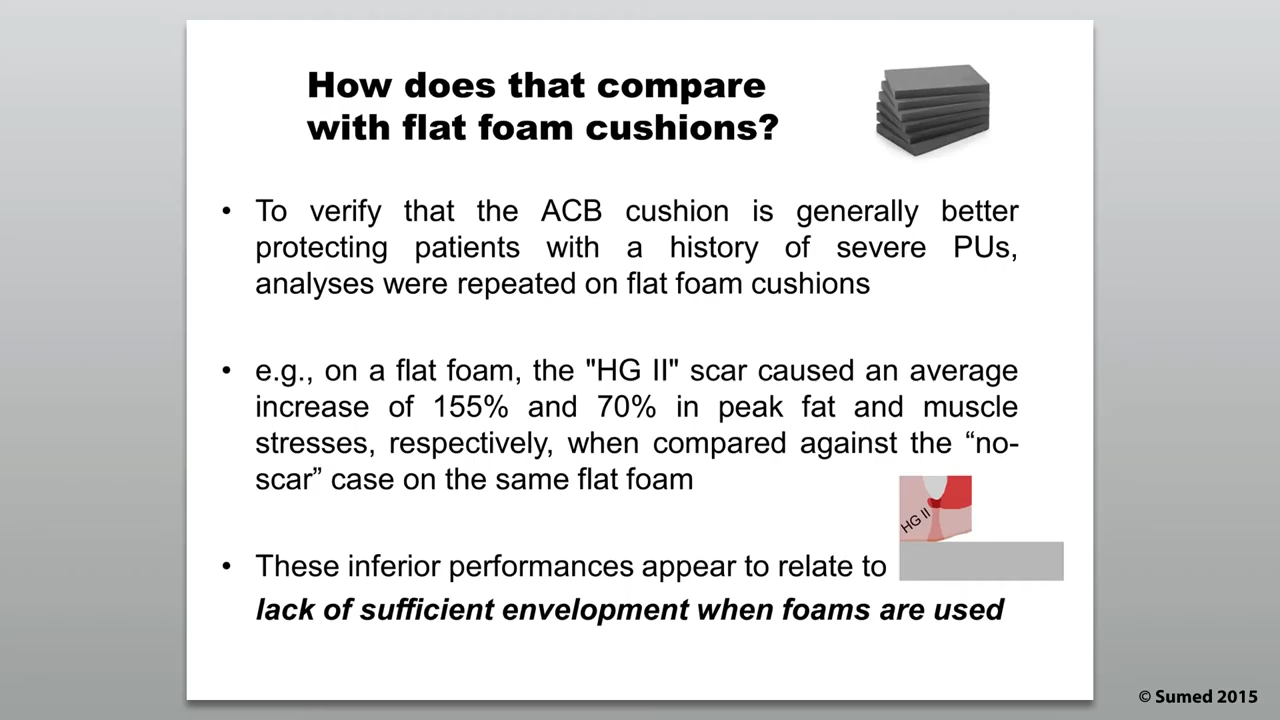 How does that compare
with flat foam cushions?
• To verify that the ACB cushion is generally better
protecting patients with a history of severe PUs,
analyses were repeated on flat foam cushions
• e.g., on a flat foam, the "HG II" scar caused an average
increase of 155% and 70% in peak fat and muscle
stresses, respectively, when compared against the “no-
scar” case on the same flat foam
HG II
• These inferior performances appear to relate to
lack of sufficient envelopment when foams are used
© Sumed 2015